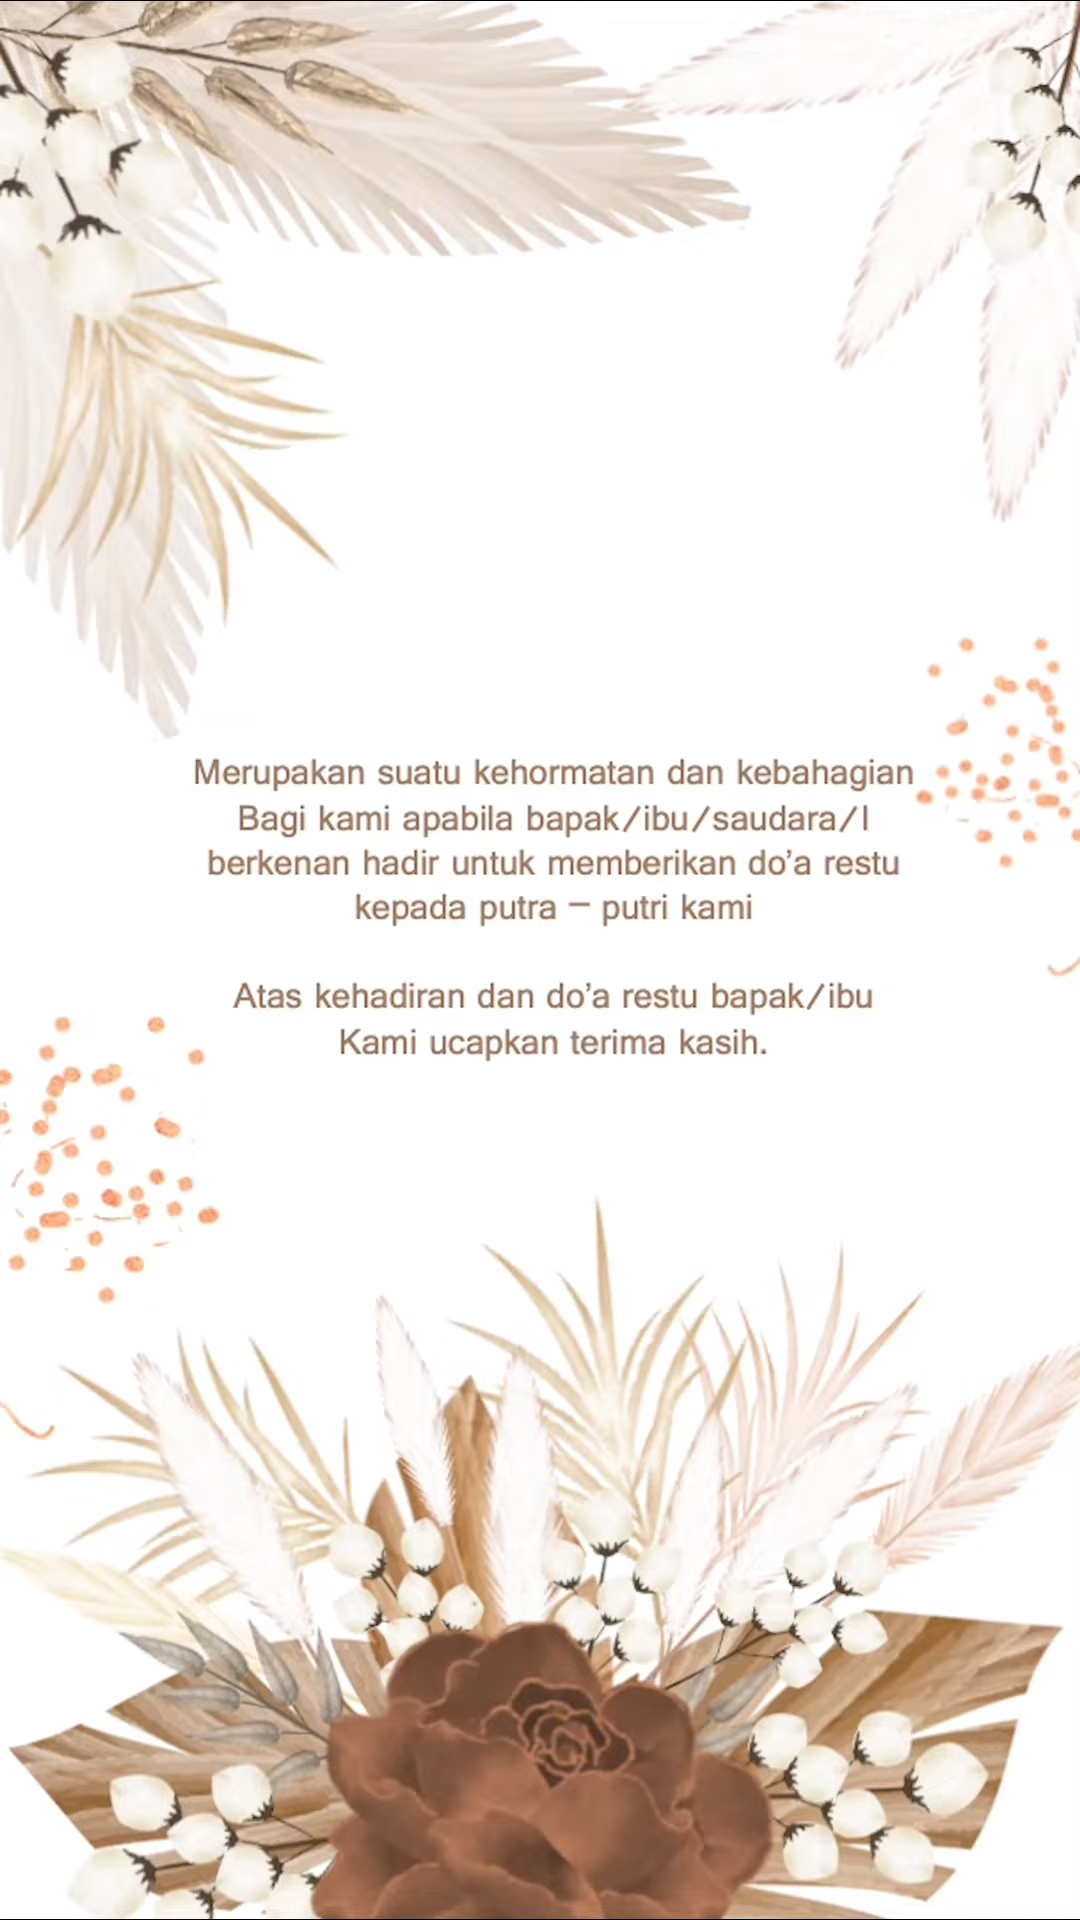 Merupakan suatu kehormatan dan kebahagian
Bagi kami apabila bapak/ibu/saudara/I
berkenan hadir untuk memberikan do’a restu
kepada putra – putri kami
Atas kehadiran dan do’a restu bapak/ibu
Kami ucapkan terima kasih.